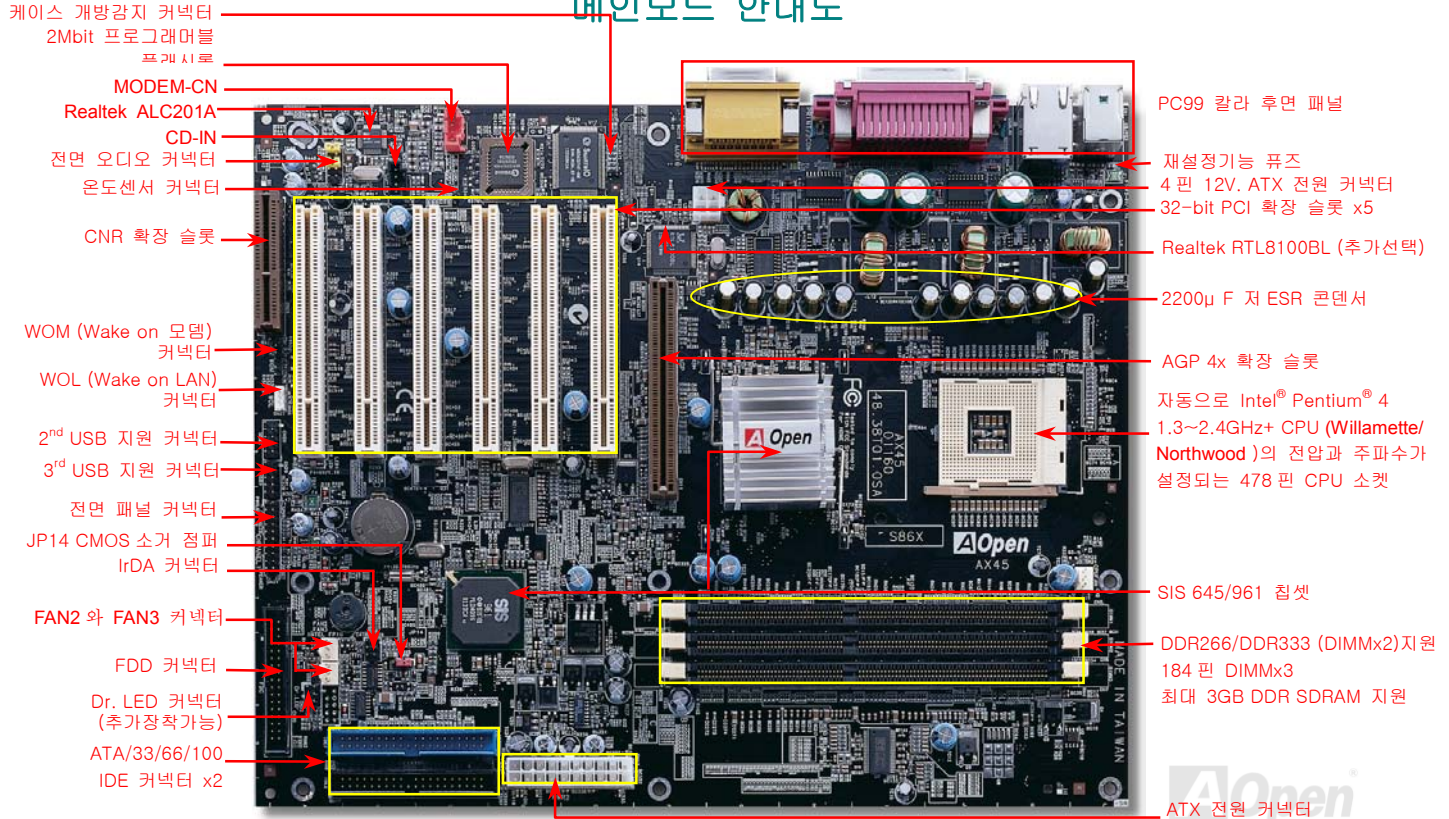 메인보드 안내도
케이스 개방감지 커넥터
2Mbit 프로그래머블
플래시롬
MODEM-CN
Realtek ALC201A
CD-IN
전면 오디오 커넥터
온도센서 커넥터
CNR 확장 슬롯
WOM (Wake on 모뎀)
커넥터
WOL (Wake on LAN)
커넥터
2nd USB 지원 커넥터
3rd USB 지원 커넥터
전면 패널 커넥터
JP14 CMOS 소거 점퍼
IrDA 커넥터
FAN2 와 FAN3 커넥터
FDD 커넥터
Dr. LED 커넥터
(추가장착가능)
ATA/33/66/100
IDE 커넥터 x2
PC99 칼라 후면 패널
재설정기능 퓨즈
4 핀 12V. ATX 전원 커넥터
32-bit PCI 확장 슬롯 x5
Realtek RTL8100BL (추가선택)
2200µ F 저 ESR 콘덴서
AGP 4x 확장 슬롯
자동으로 Intel® Pentium® 4
1.3~2.4GHz+ CPU (Willamette/
Northwood )의 전압과 주파수가
설정되는 478 핀 CPU 소켓
SIS 645/961 칩셋
DDR266/DDR333 (DIMMx2)지원
184 핀 DIMMx3
최대 3GB DDR SDRAM 지원
ATX 전원 커넥터
AOpen
AX45
01160
48.38T01.0SA
S86X
AOpen
AX45
SIS
MADE IN TAIWAN
AOpen